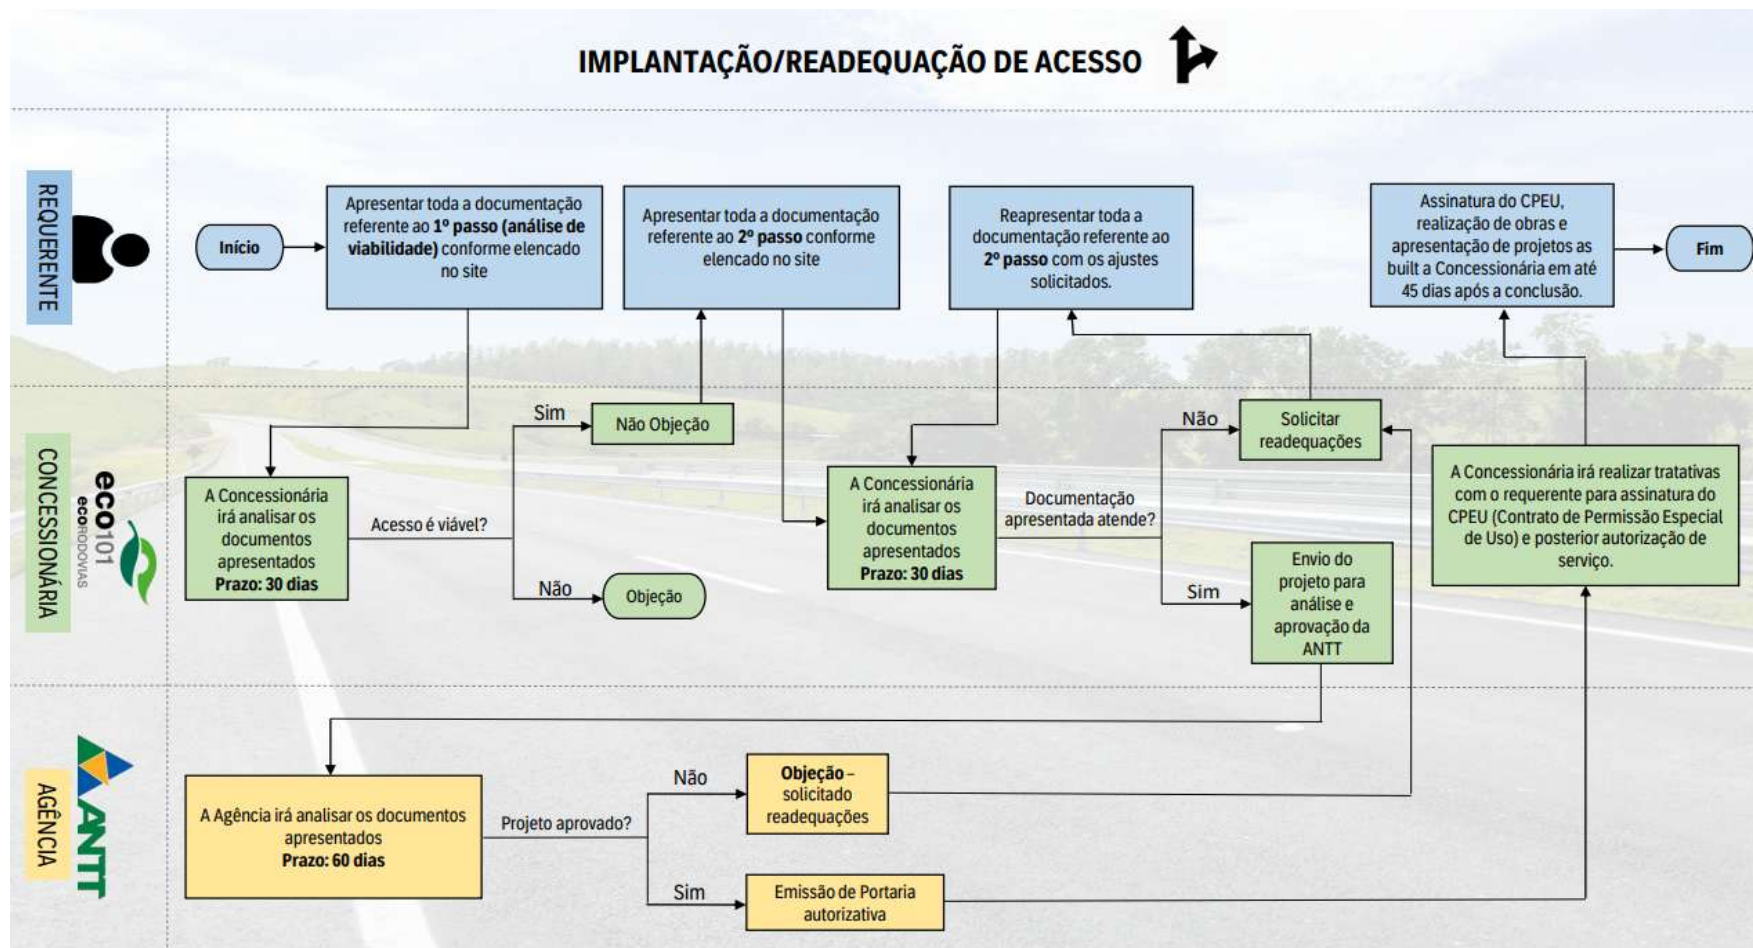 IMPLANTAÇÃO/READEQUAÇÃO DE ACESSO
REQUERENTE
Início
Apresentar toda a documentação
referente ao 1º passo (análise de
viabilidade) conforme elencado
no site
Apresentar toda a documentação
referente ao 2º passo conforme
elencado no site
Reapresentar toda a
documentação referente ao
2º passo com os ajustes
solicitados.
Assinatura do CPEU,
realização de obras e
apresentação de projetos as
built a Concessionária em até
45 dias após a conclusão.
Fim
CONCESSIONÁRIA
eco101
ecoRODOVIAS
A Concessionária
irá analisar os
documentos
apresentados
Prazo: 30 dias
Acesso é viável?
Sim
Não Objeção
Não
Objeção
A Concessionária
irá analisar os
documentos
apresentados
Prazo: 30 dias
Documentação
apresentada atende?
Não
Solicitar
readequações
Sim
Envio do
projeto para
análise e
aprovação da
ANTT
A Concessionária irá realizar tratativas
com o requerente para assinatura do
CPEU (Contrato de Permissão Especial
de Uso) e posterior autorização de
serviço.
AGÊNCIA
ANTT
A Agência irá analisar os documentos
apresentados
Prazo: 60 dias
Projeto aprovado?
Não
Objeção –
solicitado
readequações
Sim
Emissão de Portaria
autorizativa